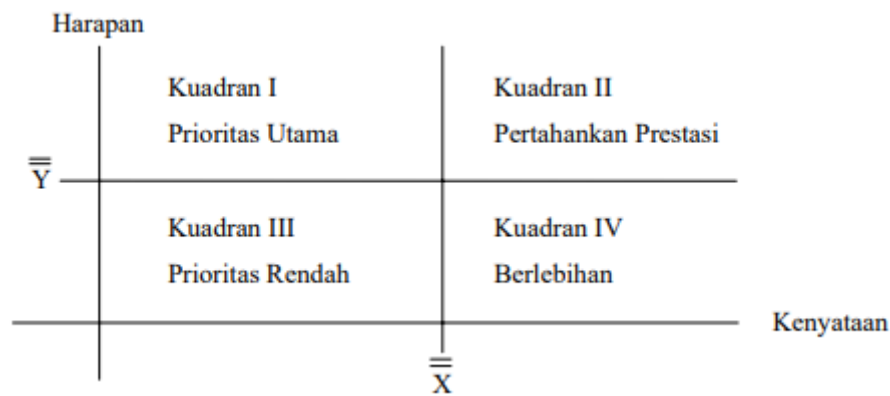 Harapan
Kuadran I
Prioritas Utama
Kuadran II
Pertahankan Prestasi
Y̿
Kuadran III
Prioritas Rendah
Kuadran IV
Berlebihan
Kenyataan
X̿